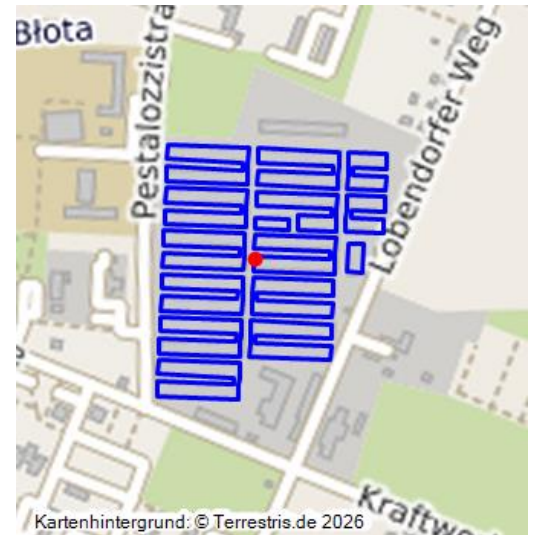 Błota
Pestalozzistra
Lobendorfer Weg
Kraftwe
Kartenhintergrund: © Terrestris.de 2026